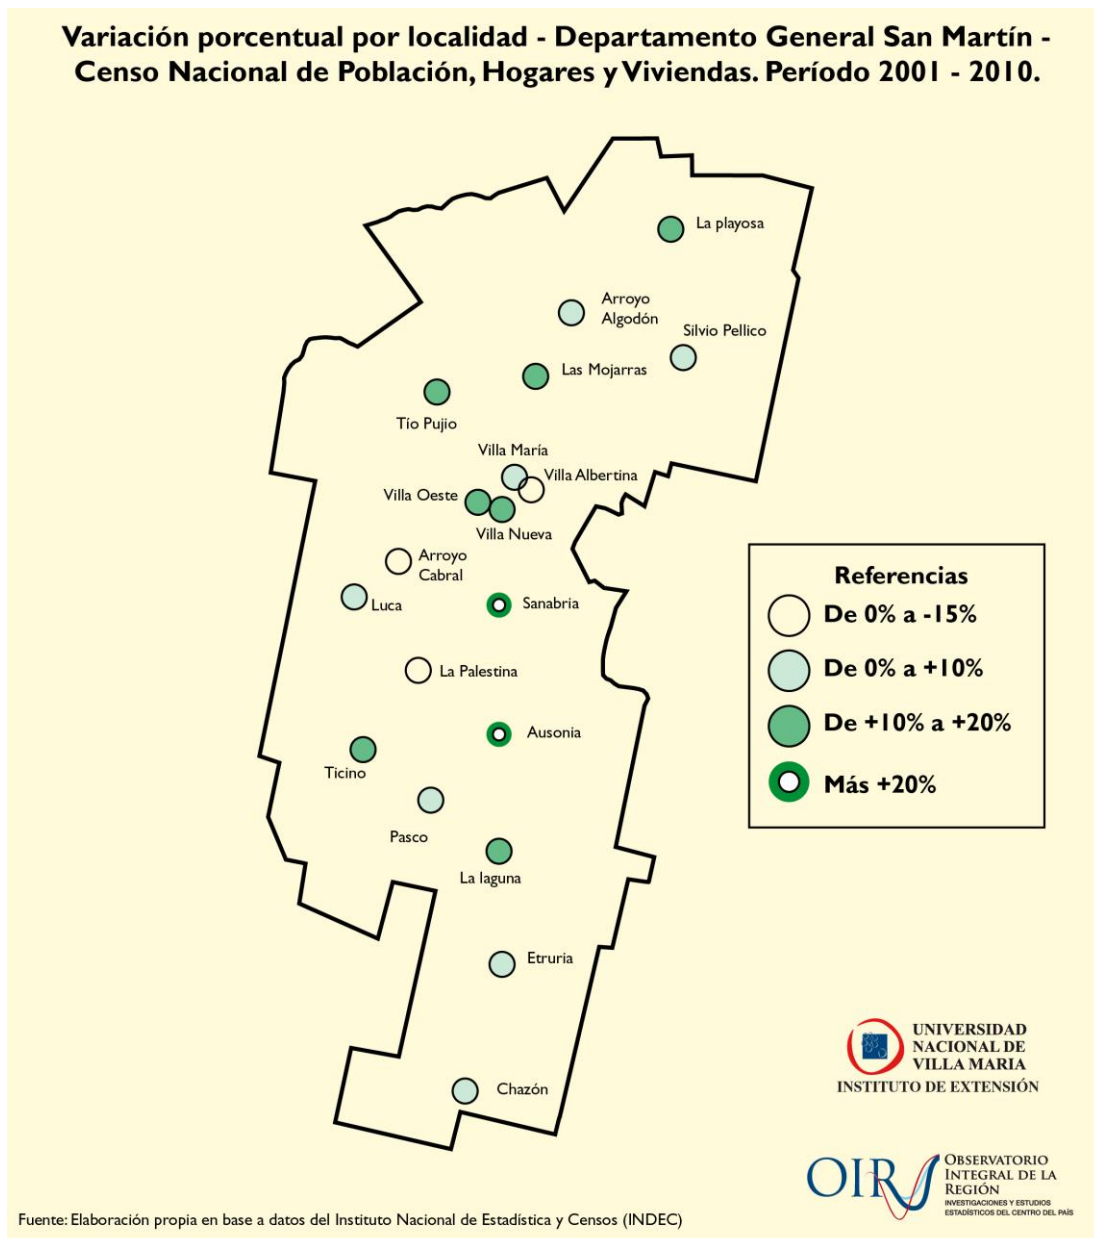 Variación porcentual por localidad - Departamento General San Martín -
Censo Nacional de Población, Hogares y Viviendas. Período 2001 - 2010.
La playosa
Arroyo
Algodón
Silvio Pellico
Las Mojarras
Tío Pujio
Villa María
Villa Albertina
Villa Oeste
Villa Nueva
Arroyo
Cabral
Luca
Sanabria
La Palestina
Ausonia
Ticino
Pasco
La laguna
Etruria
Chazón
Referencias
De 0% a -15%
De 0% a +10%
De +10% a +20%
Más +20%
UNIVERSIDAD
NACIONAL DE
VILLA MARIA
INSTITUTO DE EXTENSIÓN
OIR
OBSERVATORIO
INTEGRAL DE LA
REGIÓN
INVESTIGACIONES Y ESTUDIOS
ESTADÍSTICOS DEL CENTRO DEL PAÍS
Fuente: Elaboración propia en base a datos del Instituto Nacional de Estadística y Censos (INDEC)